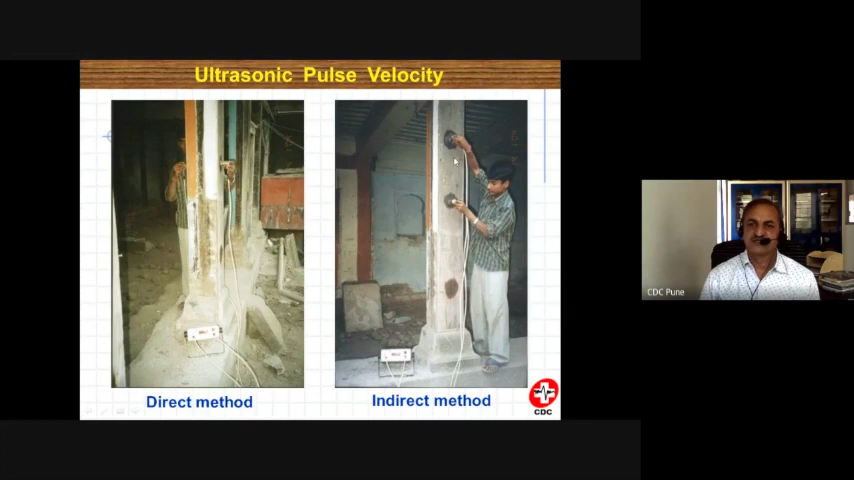 Ultrasonic Pulse Velocity
Direct method
Indirect method
CDC
CDC Pune